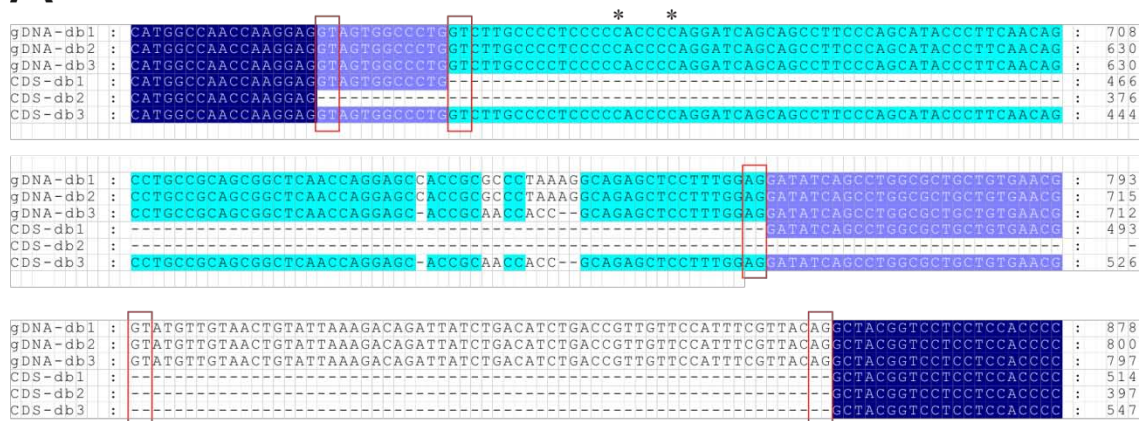 * *
gDNA-db1 : CATGGCCAACCAAGGAGGTAGTGGCCCTGGTCTTGCCCCTCCCCCACCCCAGGATCAGCAGCCTTCCCAGCATACCCTTCAACAG : 708
gDNA-db2 : CATGGCCAACCAAGGAGGTAGTGGCCCTGGTCTTGCCCCTCCCCCACCCCAGGATCAGCAGCCTTCCCAGCATACCCTTCAACAG : 630
gDNA-db3 : CATGGCCAACCAAGGAGGTAGTGGCCCTGGTCTTGCCCCTCCCCCACCCCAGGATCAGCAGCCTTCCCAGCATACCCTTCAACAG : 630
CDS-db1 : CATGGCCAACCAAGGAGGTAGTGGCCCTG-------------------------------------------------------- : 466
CDS-db2 : CATGGCCAACCAAGGAG-------------------------------------------------------------------- : 376
CDS-db3 : CATGGCCAACCAAGGAGGTAGTGGCCCTGGTCTTGCCCCTCCCCCACCCCAGGATCAGCAGCCTTCCCAGCATACCCTTCAACAG : 444
gDNA-db1 : CCTGCCGCAGCGGCTCAACCAGGAGCCACCGCGCCCTAAAGGCAGAGCTCCTTTGGAGGATATCAGCCTGGCGCTGCTGTGAACG : 793
gDNA-db2 : CCTGCCGCAGCGGCTCAACCAGGAGCCACCGCGCCCTAAAGGCAGAGCTCCTTTGGAGGATATCAGCCTGGCGCTGCTGTGAACG : 715
gDNA-db3 : CCTGCCGCAGCGGCTCAACCAGGAGC-ACCGCAACCACC--GCAGAGCTCCTTTGGAGGATATCAGCCTGGCGCTGCTGTGAACG : 712
CDS-db1 : ----------------------------------------------------------GATATCAGCCTGGCGCTGCTGTGAACG : 493
CDS-db2 : ------------------------------------------------------------------------------------- : -
CDS-db3 : CCTGCCGCAGCGGCTCAACCAGGAGC-ACCGCAACCACC--GCAGAGCTCCTTTGGAGGATATCAGCCTGGCGCTGCTGTGAACG : 526
gDNA-db1 : GTATGTTGTAACTGTATTAAAGACAGATTATCTGACATCTGACCGTTGTTCCATTTCGTTACAGGCTACGGTCCTCCTCCACCCC : 878
gDNA-db2 : GTATGTTGTAACTGTATTAAAGACAGATTATCTGACATCTGACCGTTGTTCCATTTCGTTACAGGCTACGGTCCTCCTCCACCCC : 800
gDNA-db3 : GTATGTTGTAACTGTATTAAAGACAGATTATCTGACATCTGACCGTTGTTCCATTTCGTTACAGGCTACGGTCCTCCTCCACCCC : 797
CDS-db1 : ----------------------------------------------------------------GCTACGGTCCTCCTCCACCCC : 514
CDS-db2 : ----------------------------------------------------------------GCTACGGTCCTCCTCCACCCC : 397
CDS-db3 : ----------------------------------------------------------------GCTACGGTCCTCCTCCACCCC : 547